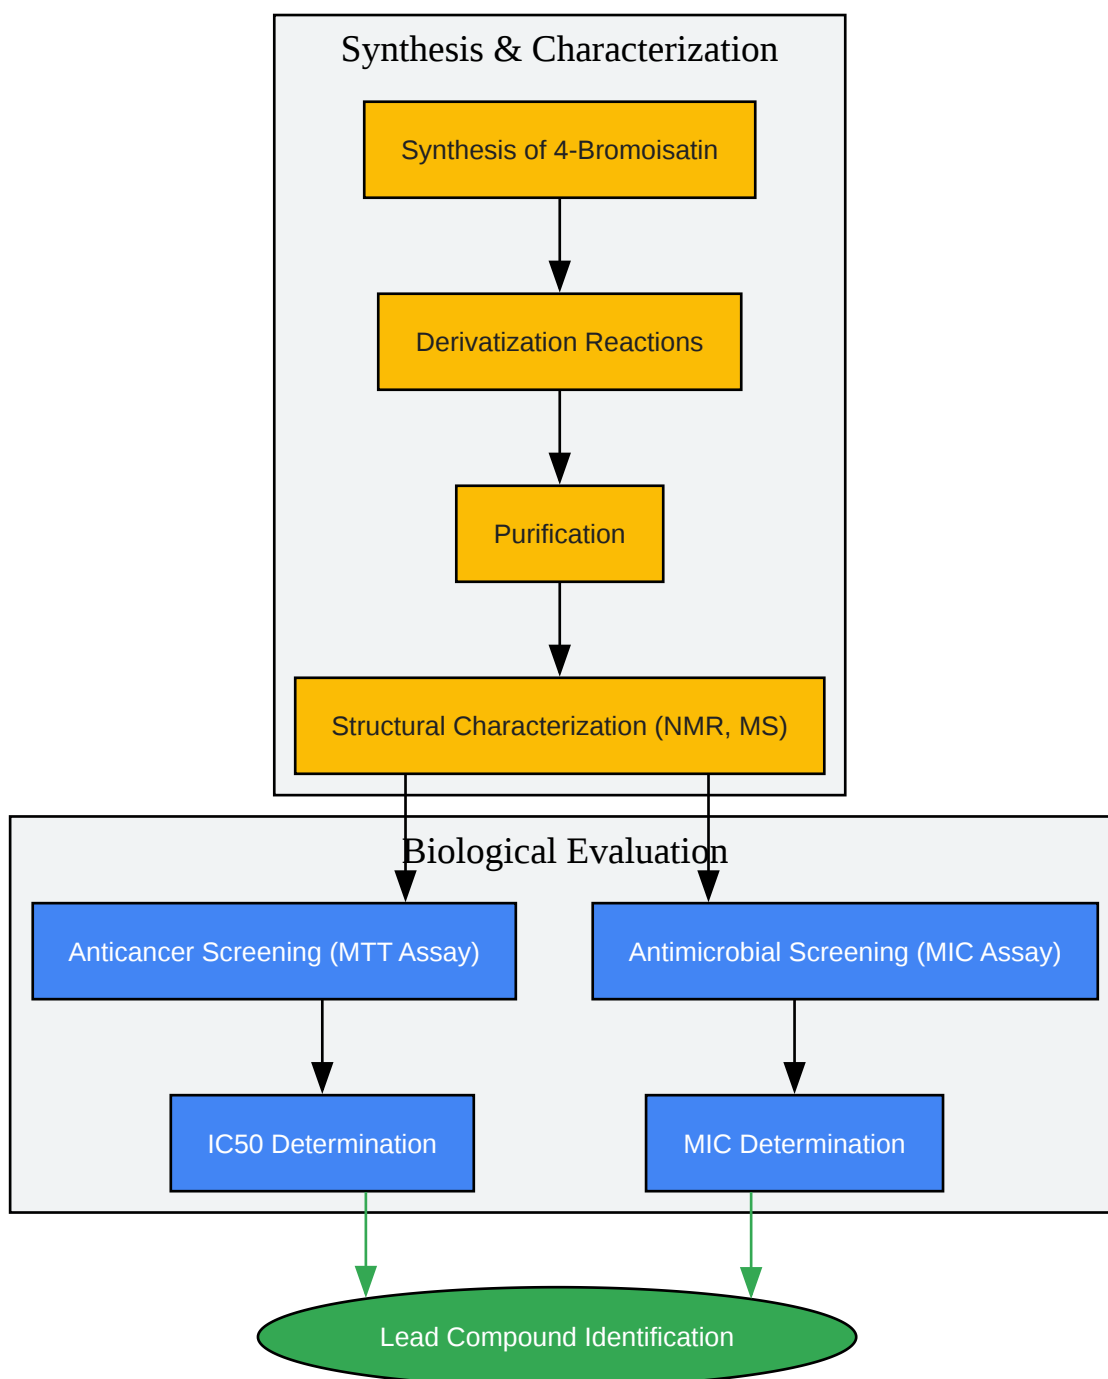 Synthesis & Characterization
Synthesis of 4-Bromoisatin
Derivatization Reactions
Purification
Structural Characterization (NMR, MS)
Biological Evaluation
Anticancer Screening (MTT Assay)
Antimicrobial Screening (MIC Assay)
IC50 Determination
MIC Determination
Lead Compound Identification